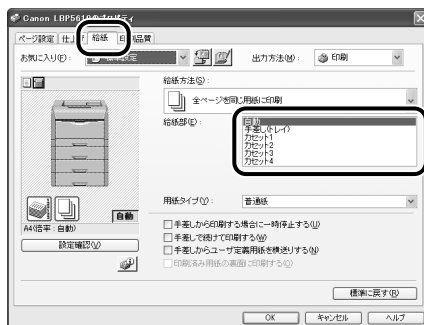 Canon LBP5610のプロパティ
ページ設定 仕上げ 給紙 印刷品質
お気に入り(F): 標準設定 出力方法(M): 印刷
給紙方法(S):
全ページを同じ用紙に印刷
給紙部(E):
自動
手差し(トレイ)
カセット1
カセット2
カセット3
カセット4
自動
用紙タイプ(Y): 普通紙
A4(倍率:自動)
設定確認(V)
手差しから印刷する場合に一時停止する(U)
手差しで続けて印刷する(W)
手差しからユーザ定義用紙を横送りする(N)
印刷済み用紙の裏面に印刷する(Q)
標準に戻す(R)
OK キャンセル ヘルプ